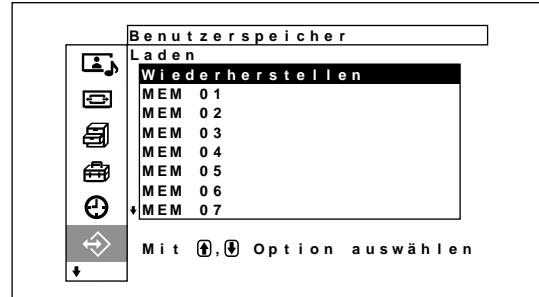 Benutzerspeicher
Laden
Wiederherstellen
MEM 01
MEM 02
MEM 03
MEM 04
MEM 05
MEM 06
MEM 07
Mit ↑,↓ Option auswählen